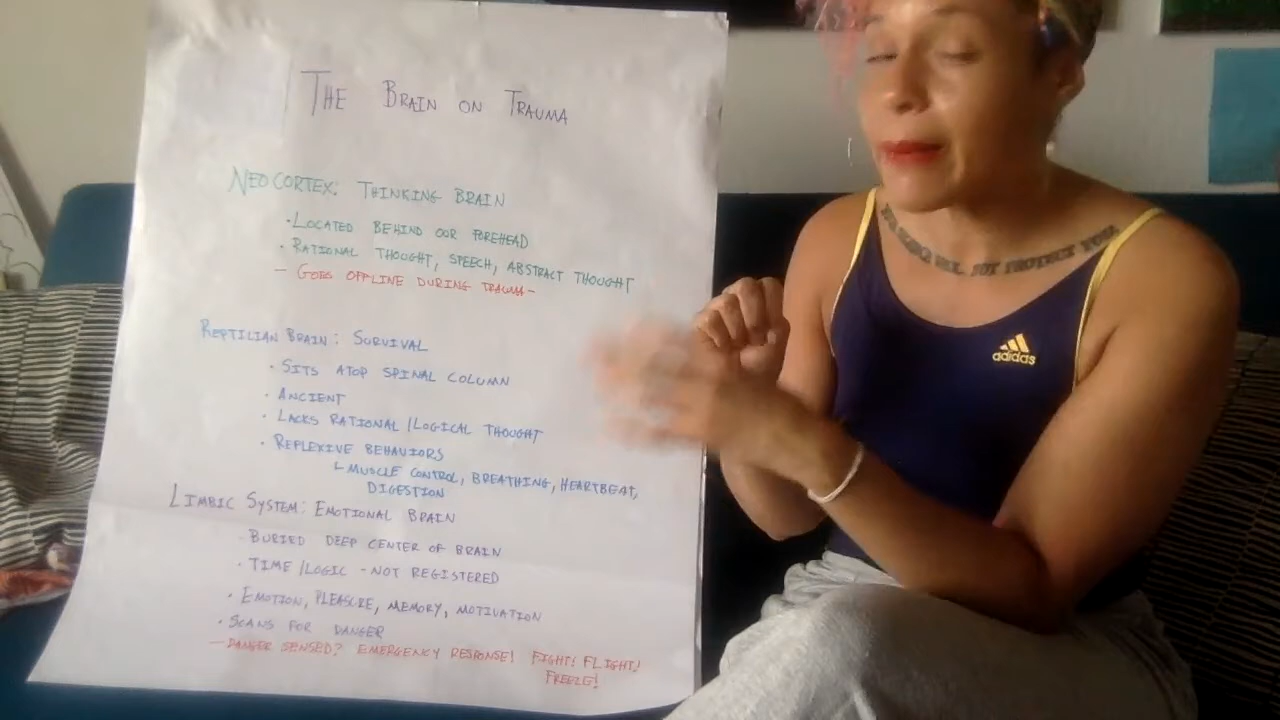 THE BRAIN ON TRAUMA
NEOCORTEX: THINKING BRAIN
• LOCATED BEHIND OUR FOREHEAD
• RATIONAL THOUGHT, SPEECH, ABSTRACT THOUGHT
— GOES OFFLINE DURING TRAUMA —
REPTILIAN BRAIN: SURVIVAL
• SITS ATOP SPINAL COLUMN
• ANCIENT
• LACKS RATIONAL/LOGICAL THOUGHT
• REFLEXIVE BEHAVIORS
↳ MUSCLE CONTROL, BREATHING, HEARTBEAT,
DIGESTION
LIMBIC SYSTEM: EMOTIONAL BRAIN
• BURIED DEEP CENTER OF BRAIN
• TIME/LOGIC - NOT REGISTERED
• EMOTION, PLEASURE, MEMORY, MOTIVATION
• SCANS FOR DANGER
— DANGER SENSED? EMERGENCY RESPONSE! FIGHT! FLIGHT!
FREEZE!
PROTECT
adidas